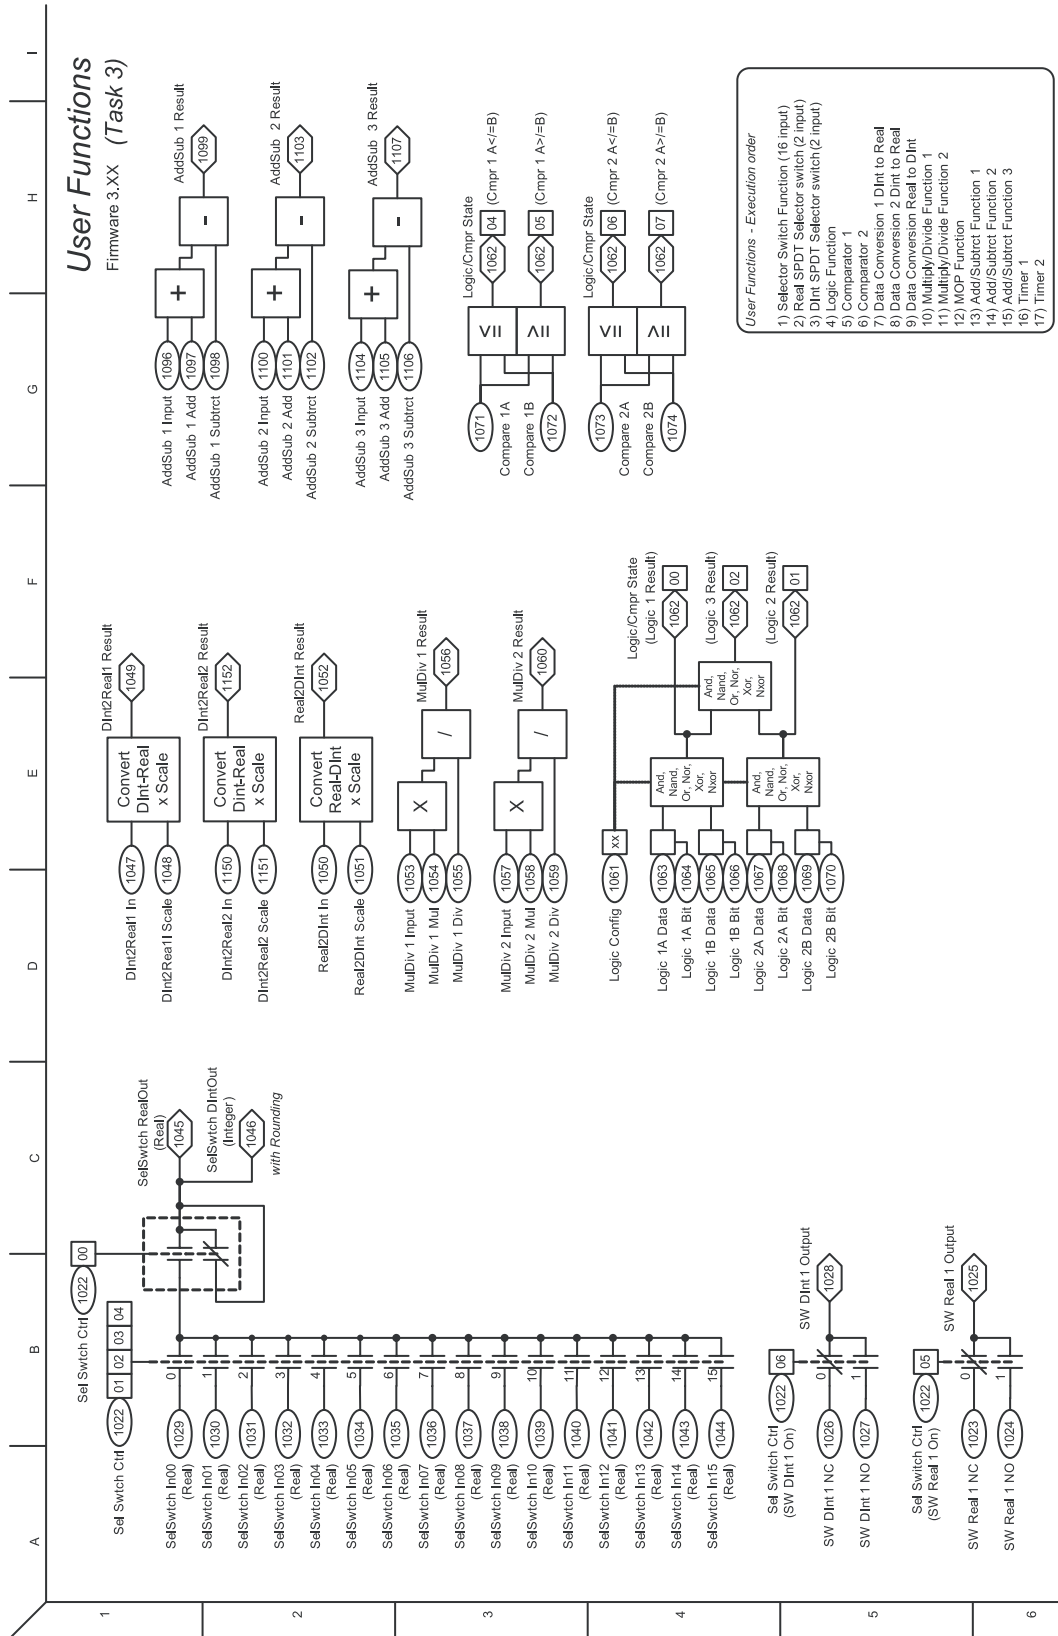 A
B
C
D
E
F
G
H
I
1
2
3
4
5
6
User Functions
Firmware 3.XX (Task 3)
Sel Swtch Ctrl
1022
00
Sel Swtch Ctrl
1022
01
02
03
04
SelSwtch RealOut
(Real)
1045
SelSwtch DIntOut
(Integer)
1046
with Rounding
SelSwtch In00
(Real)
1029
0
SelSwtch In01
(Real)
1030
1
SelSwtch In02
(Real)
1031
2
SelSwtch In03
(Real)
1032
3
SelSwtch In04
(Real)
1033
4
SelSwtch In05
(Real)
1034
5
SelSwtch In06
(Real)
1035
6
SelSwtch In07
(Real)
1036
7
SelSwtch In08
(Real)
1037
8
SelSwtch In09
(Real)
1038
9
SelSwtch In10
(Real)
1039
10
SelSwtch In11
(Real)
1040
11
SelSwtch In12
(Real)
1041
12
SelSwtch In13
(Real)
1042
13
SelSwtch In14
(Real)
1043
14
SelSwtch In15
(Real)
1044
15
Sel Switch Ctrl
(SW DInt 1 On)
1022
06
SW DInt 1 NC
1026
0
SW DInt 1 NO
1027
1
SW DInt 1 Output
1028
Sel Switch Ctrl
(SW Real 1 On)
1022
05
SW Real 1 NC
1023
0
SW Real 1 NO
1024
1
SW Real 1 Output
1025
DInt2Real1 In
1047
DInt2Rea1l Scale
1048
Convert
DInt-Real
x Scale
DInt2Real1 Result
1049
DInt2Real2 In
1150
DInt2Real2 Scale
1151
Convert
Dint-Real
x Scale
DInt2Real2 Result
1152
Real2DInt In
1050
Real2DInt Scale
1051
Convert
Real-DInt
x Scale
Real2DInt Result
1052
MulDiv 1 Input
1053
MulDiv 1 Mul
1054
MulDiv 1 Div
1055
X
/
MulDiv 1 Result
1056
MulDiv 2 Input
1057
MulDiv 2 Mul
1058
MulDiv 2 Div
1059
X
/
MulDiv 2 Result
1060
Logic Config
1061
xx
Logic 1A Data
1063
Logic 1A Bit
1064
Logic 1B Data
1065
Logic 1B Bit
1066
Logic 2A Data
1067
Logic 2A Bit
1068
Logic 2B Data
1069
Logic 2B Bit
1070
And,
Nand,
Or, Nor,
Xor,
Nxor
And,
Nand,
Or, Nor,
Xor,
Nxor
And,
Nand,
Or, Nor,
Xor,
Nxor
Logic/Cmpr State
(Logic 1 Result)
1062
00
(Logic 3 Result)
1062
02
(Logic 2 Result)
1062
01
AddSub 1 Input
1096
AddSub 1 Add
1097
AddSub 1 Subtrct
1098
+
-
AddSub 1 Result
1099
AddSub 2 Input
1100
AddSub 2 Add
1101
AddSub 2 Subtrct
1102
+
-
AddSub 2 Result
1103
AddSub 3 Input
1104
AddSub 3 Add
1105
AddSub 3 Subtrct
1106
+
-
AddSub 3 Result
1107
1071
Compare 1A
Compare 1B
1072
Logic/Cmpr State
1062
04
(Cmpr 1 A</=B)
1062
05
(Cmpr 1 A>/=B)
1073
Compare 2A
Compare 2B
1074
Logic/Cmpr State
1062
06
(Cmpr 2 A</=B)
1062
07
(Cmpr 2 A>/=B)
User Functions - Execution order
1) Selector Switch Function (16 input)
2) Real SPDT Selector switch (2 input)
3) DInt SPDT Selector switch (2 input)
4) Logic Function
5) Comparator 1
6) Comparator 2
7) Data Conversion 1 DInt to Real
8) Data Conversion 2 Dint to Real
9) Data Conversion Real to DInt
10) Multiply/Divide Function 1
11) Multiply/Divide Function 2
12) MOP Function
13) Add/Subtrct Function 1
14) Add/Subtrct Function 2
15) Add/Subtrct Function 3
16) Timer 1
17) Timer 2